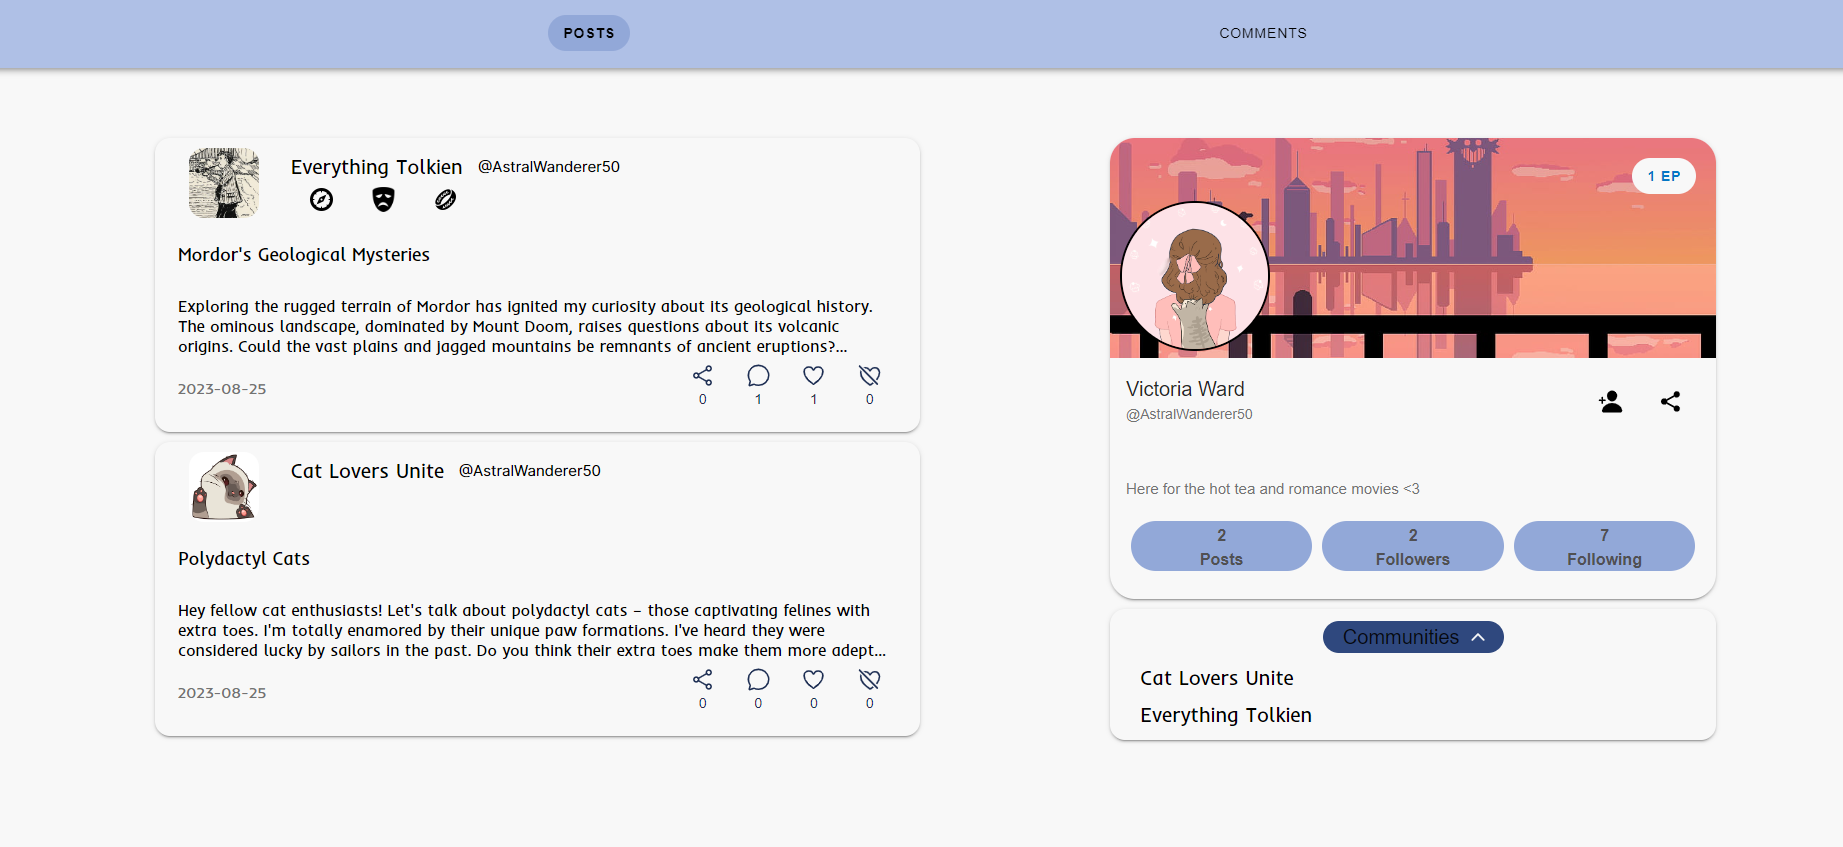 POSTS
COMMENTS
Everything Tolkien @AstralWanderer50
Mordor's Geological Mysteries
Exploring the rugged terrain of Mordor has ignited my curiosity about its geological history.
The ominous landscape, dominated by Mount Doom, raises questions about its volcanic
origins. Could the vast plains and jagged mountains be remnants of ancient eruptions?...
2023-08-25
0 1 1 0
Cat Lovers Unite @AstralWanderer50
Polydactyl Cats
Hey fellow cat enthusiasts! Let's talk about polydactyl cats – those captivating felines with
extra toes. I'm totally enamored by their unique paw formations. I've heard they were
considered lucky by sailors in the past. Do you think their extra toes make them more adept...
2023-08-25
0 0 0 0
1 EP
Victoria Ward
@AstralWanderer50
Here for the hot tea and romance movies <3
2
Posts
2
Followers
7
Following
Communities
Cat Lovers Unite
Everything Tolkien